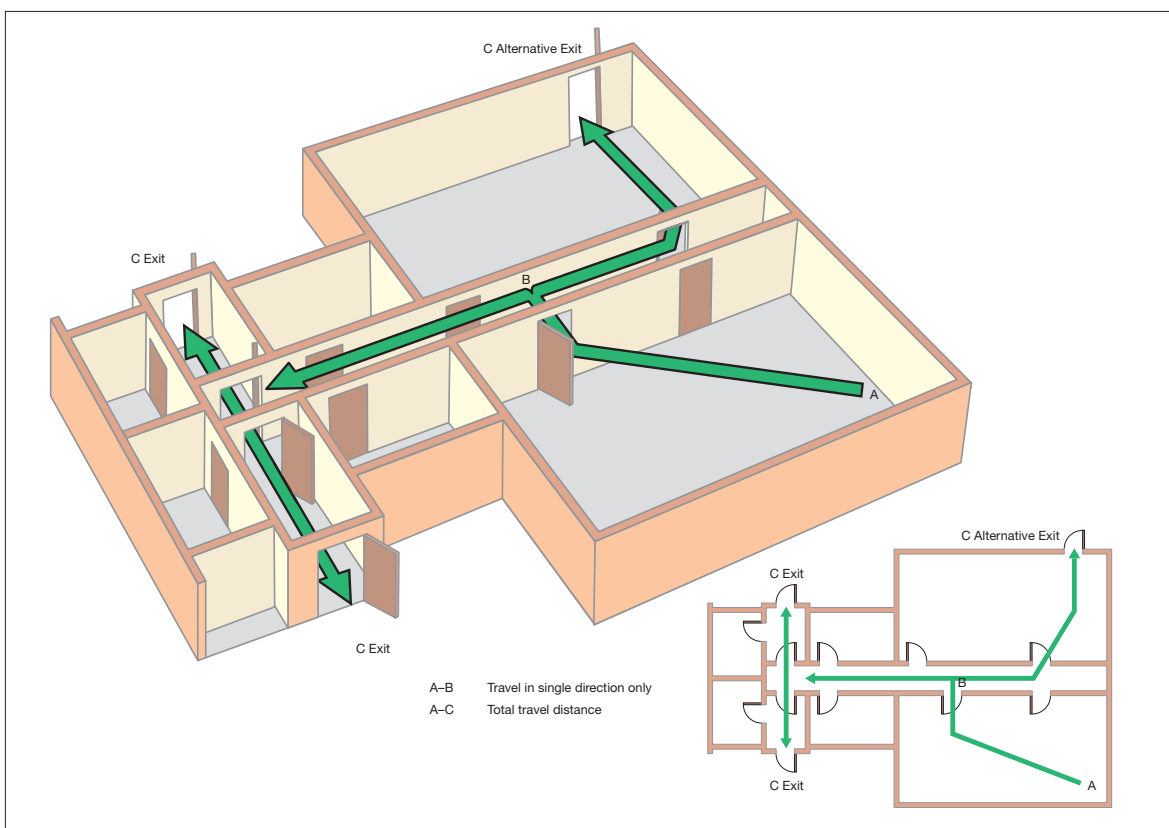 C Alternative Exit
C Exit
B
A
C Exit
A–B Travel in single direction only
A–C Total travel distance
C Alternative Exit
C Exit
B
A
C Exit